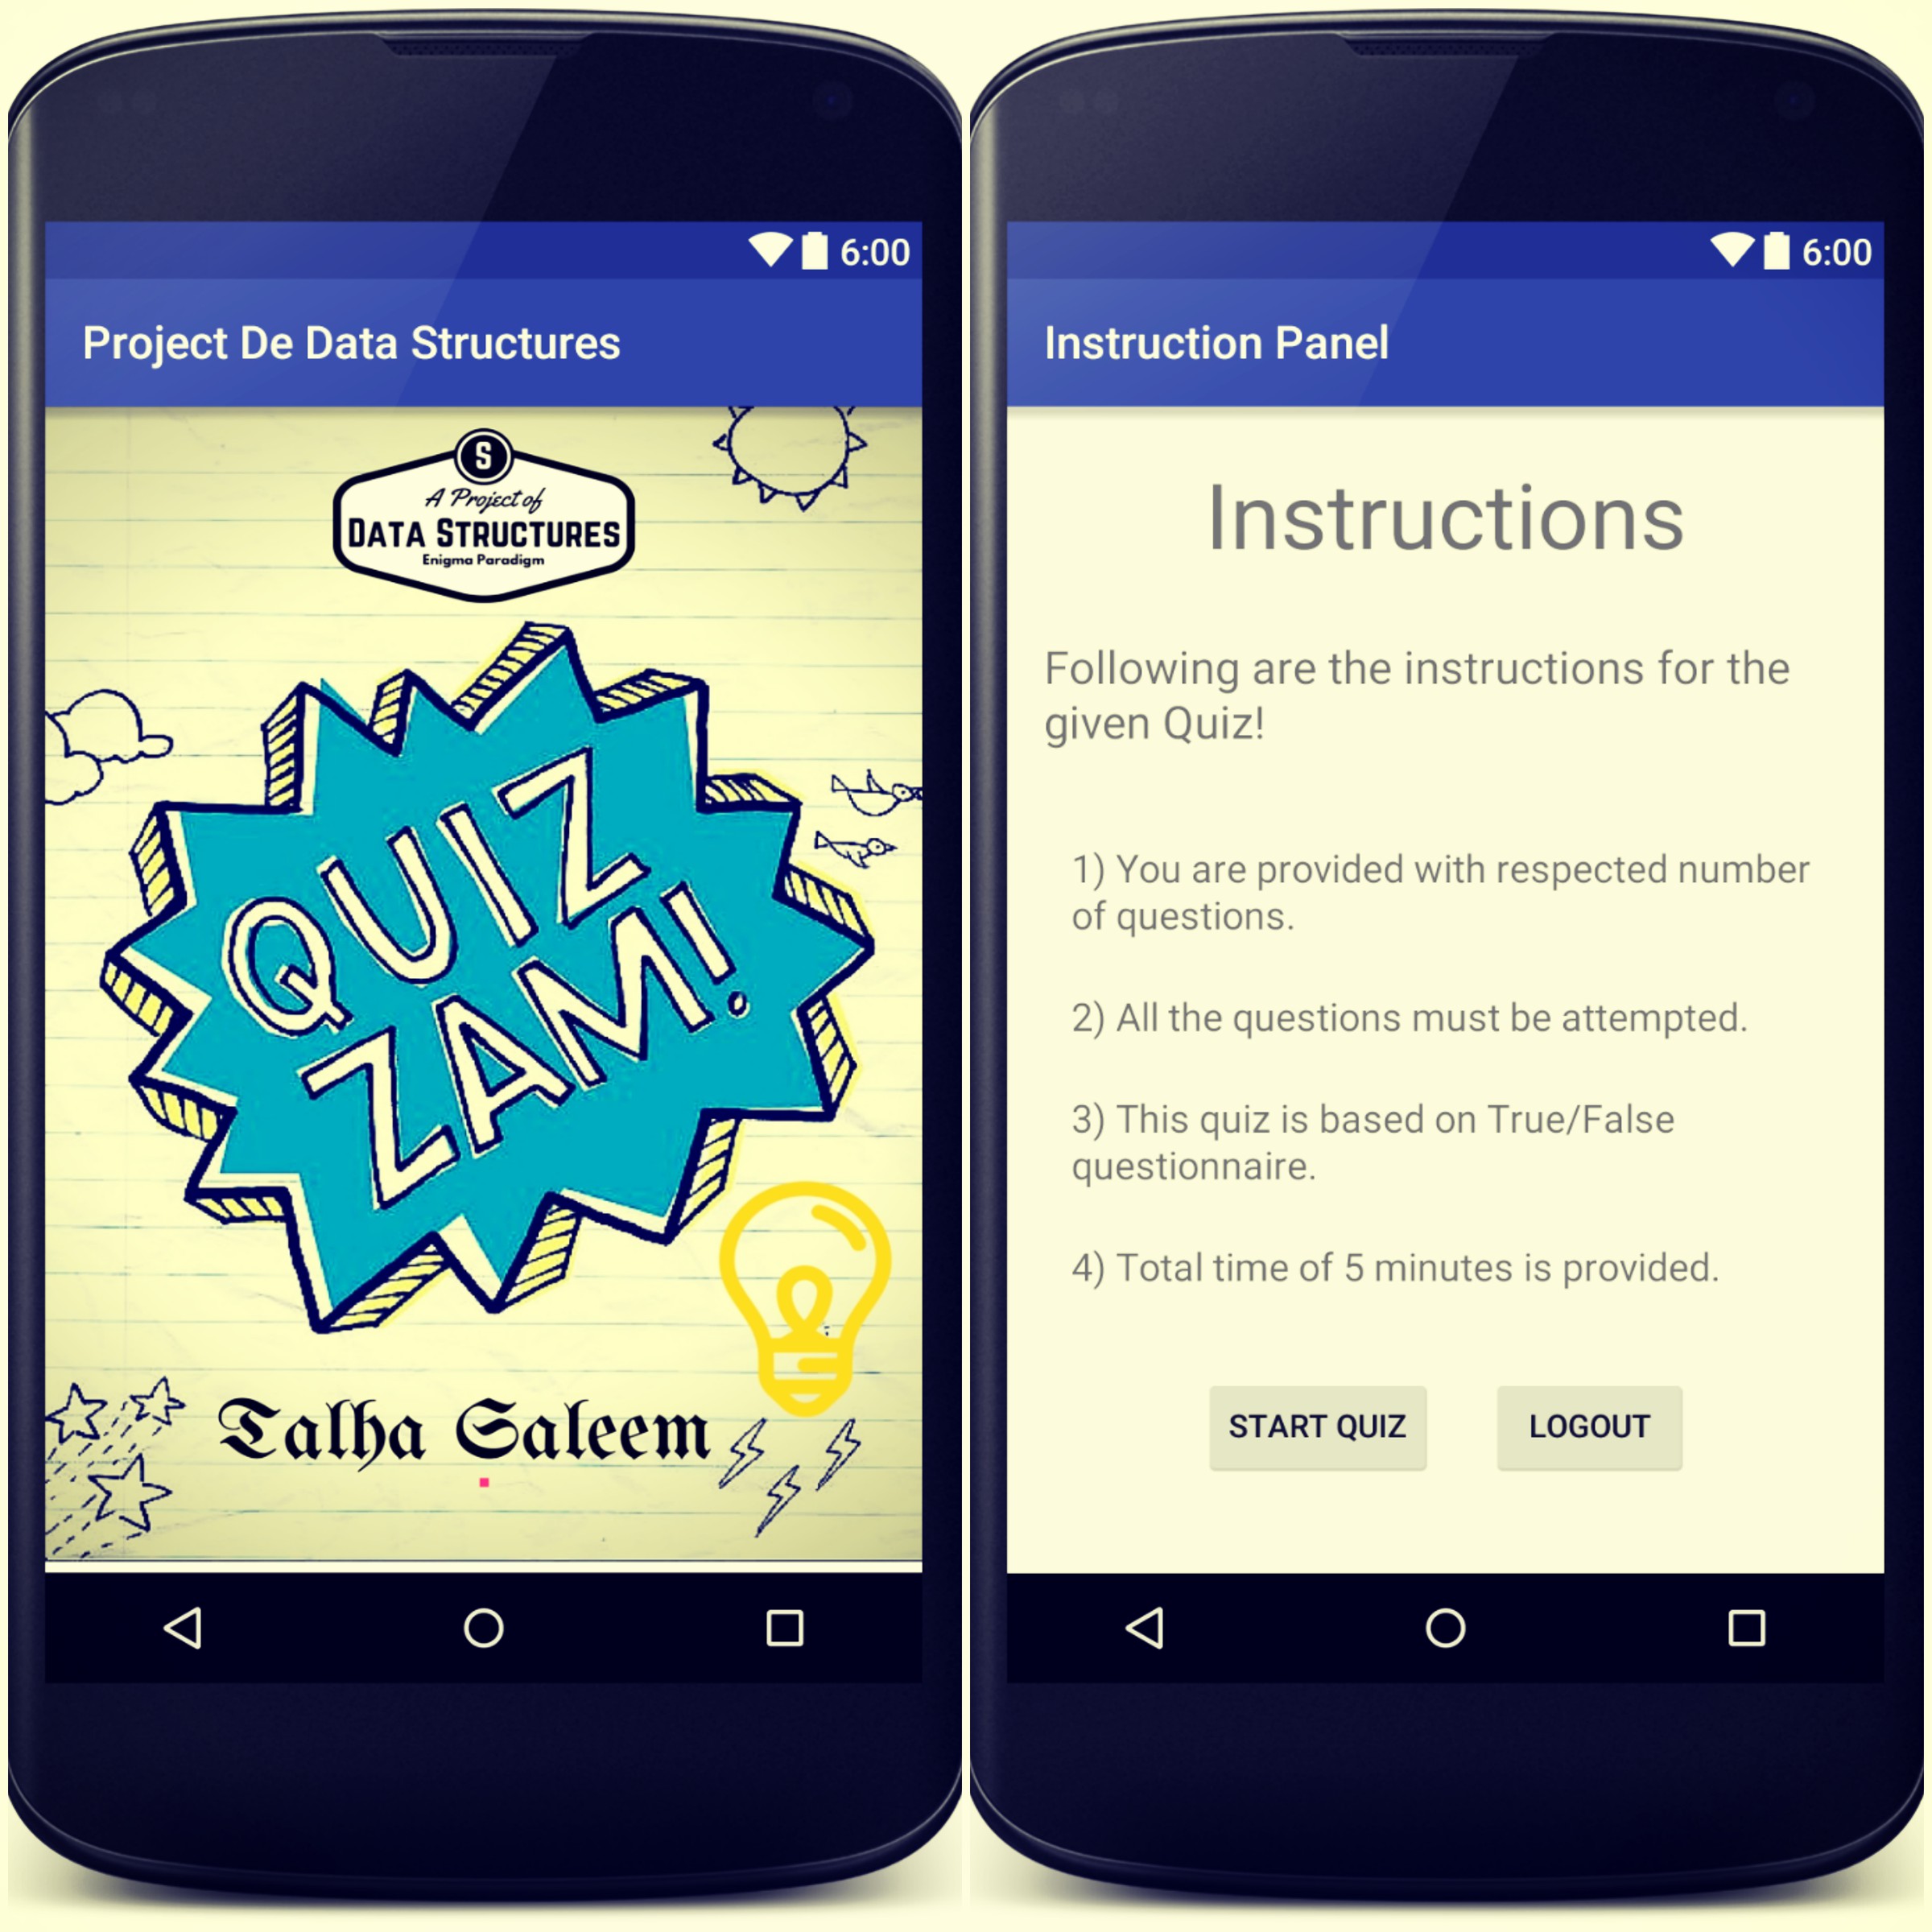 6:00
Project De Data Structures
S
A Project of
DATA STRUCTURES
Enigma Paradigm
QUIZ
ZAM!
Talha Saleem
6:00
Instruction Panel
Instructions
Following are the instructions for the
given Quiz!
1) You are provided with respected number
of questions.
2) All the questions must be attempted.
3) This quiz is based on True/False
questionnaire.
4) Total time of 5 minutes is provided.
START QUIZ
LOGOUT